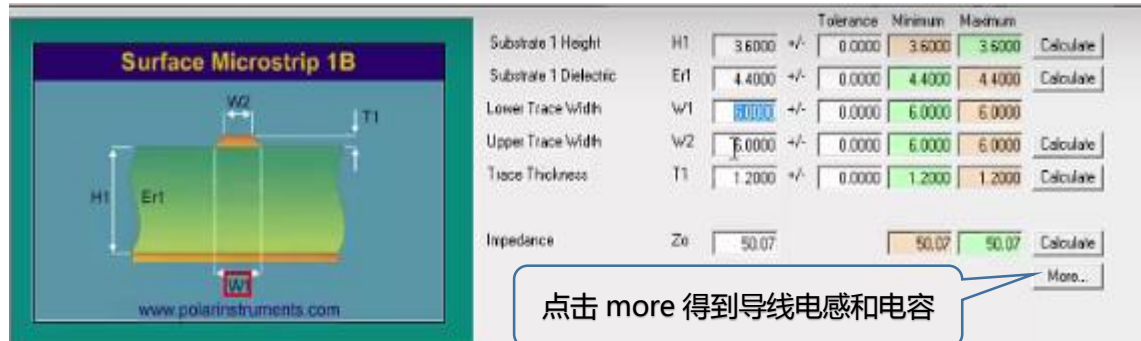 Tolerance Minimum Maximum
Surface Microstrip 1B
Substrate 1 Height H1 3.6000 +/- 0.0000 3.6000 3.6000 Calculate
Substrate 1 Dielectric Er1 4.4000 +/- 0.0000 4.4000 4.4000 Calculate
Lower Trace Width W1 6.0000 +/- 0.0000 6.0000 6.0000
Upper Trace Width W2 6.0000 +/- 0.0000 6.0000 6.0000 Calculate
Trace Thickness T1 1.2000 +/- 0.0000 1.2000 1.2000 Calculate
Impedance Zo 50.07 50.07 50.07 Calculate
More...
W2
T1
H1 Er1
W1
www.polarinstruments.com
点击 more 得到导线电感和电容